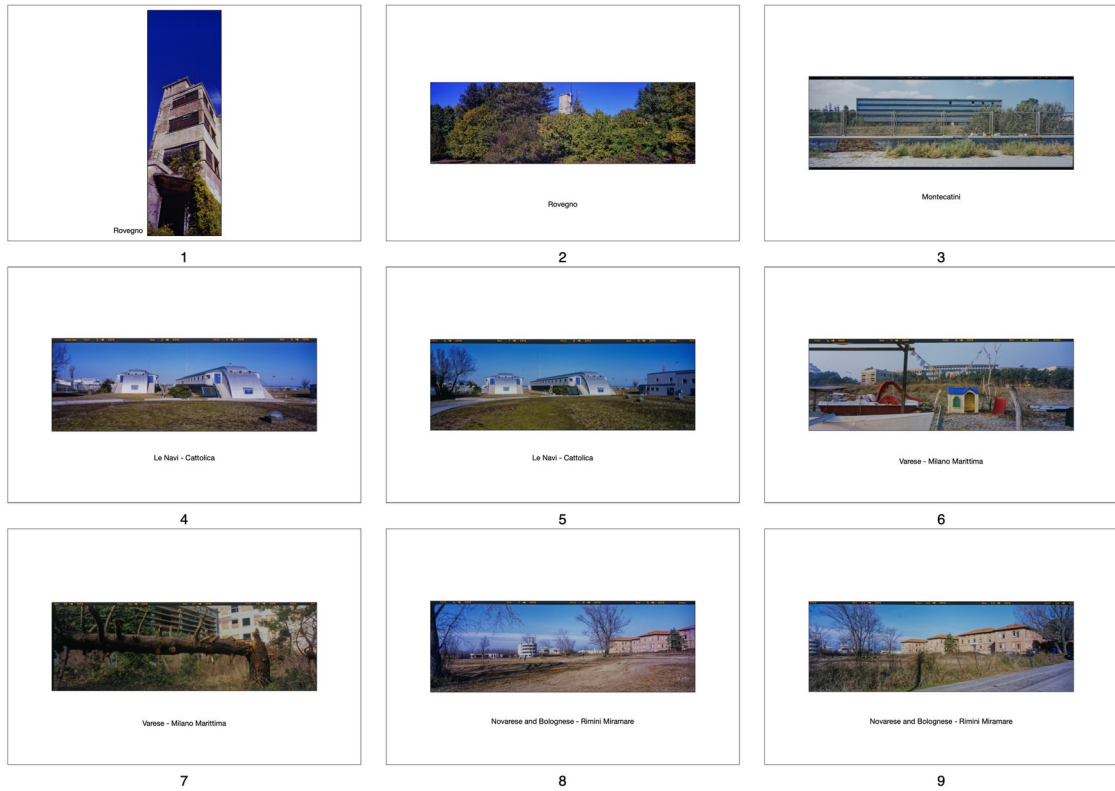 Rovegno
1
Rovegno
2
Montecatini
3
Le Navi - Cattolica
4
Le Navi - Cattolica
5
Varese - Milano Marittima
6
Varese - Milano Marittima
7
Novarese and Bolognese - Rimini Miramare
8
Novarese and Bolognese - Rimini Miramare
9